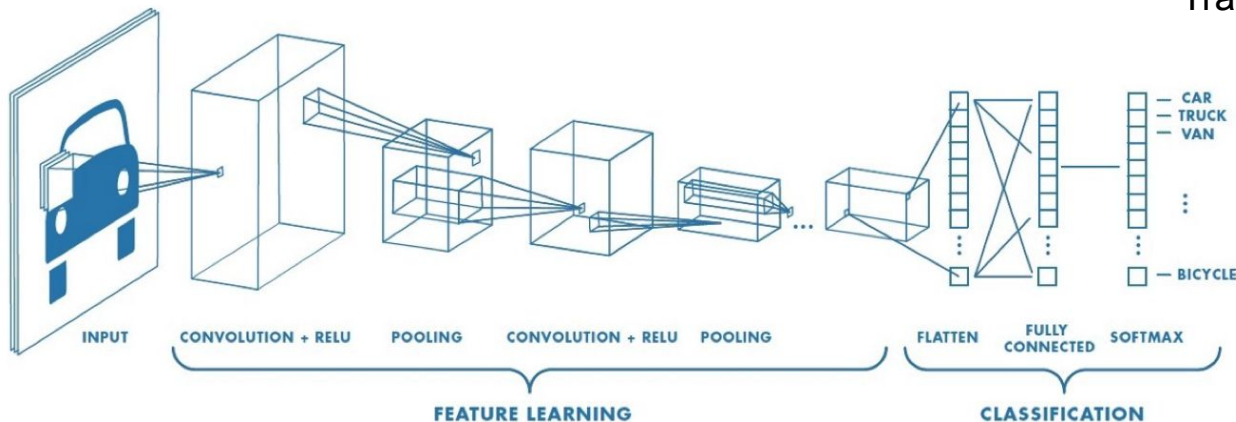 CAR
TRUCK
VAN
BICYCLE
INPUT
CONVOLUTION + RELU
POOLING
CONVOLUTION + RELU
POOLING
FLATTEN
FULLY
CONNECTED
SOFTMAX
FEATURE LEARNING
CLASSIFICATION